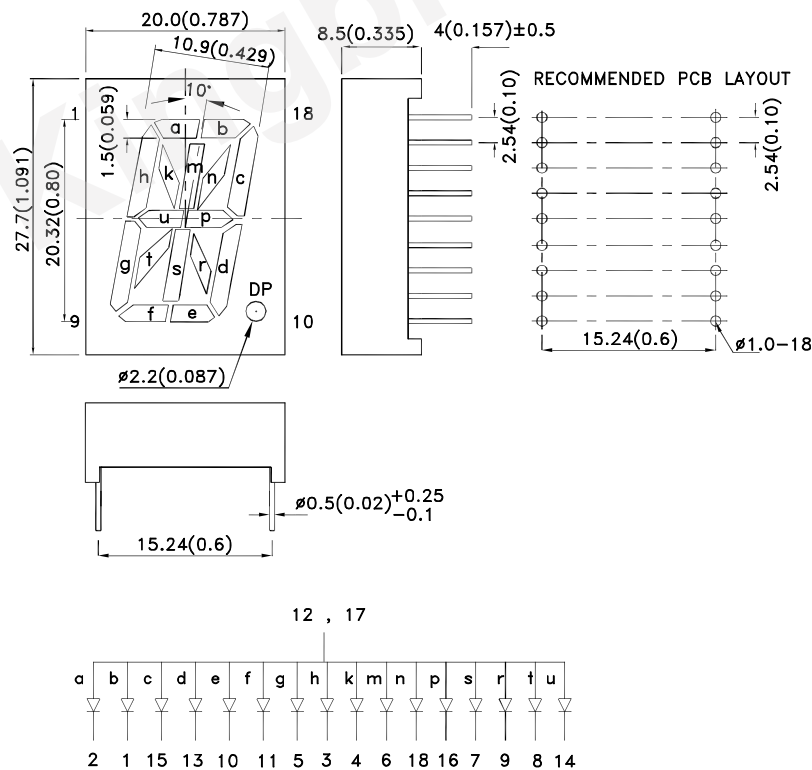 20.0(0.787)
10.9(0.429)
10°
8.5(0.335)
4(0.157)±0.5
RECOMMENDED PCB LAYOUT
2.54(0.10)
2.54(0.10)
1
18
1.5(0.059)
27.7(1.091)
20.32(0.80)
a
b
h
k
m
n
c
u
p
g
t
s
r
d
f
e
DP
9
10
ø2.2(0.087)
15.24(0.6)
ø1.0-18
ø0.5(0.02)+0.25
-0.1
15.24(0.6)
12 , 17
a b c d e f g h k m n p s r t u
2 1 15 13 10 11 5 3 4 6 18 16 7 9 8 14